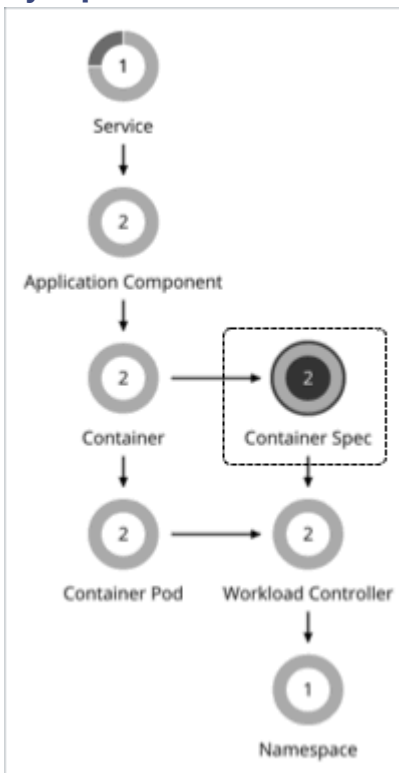 1
Service
2
Application Component
2
2
Container
Container Spec
2
2
Container Pod
Workload Controller
1
Namespace